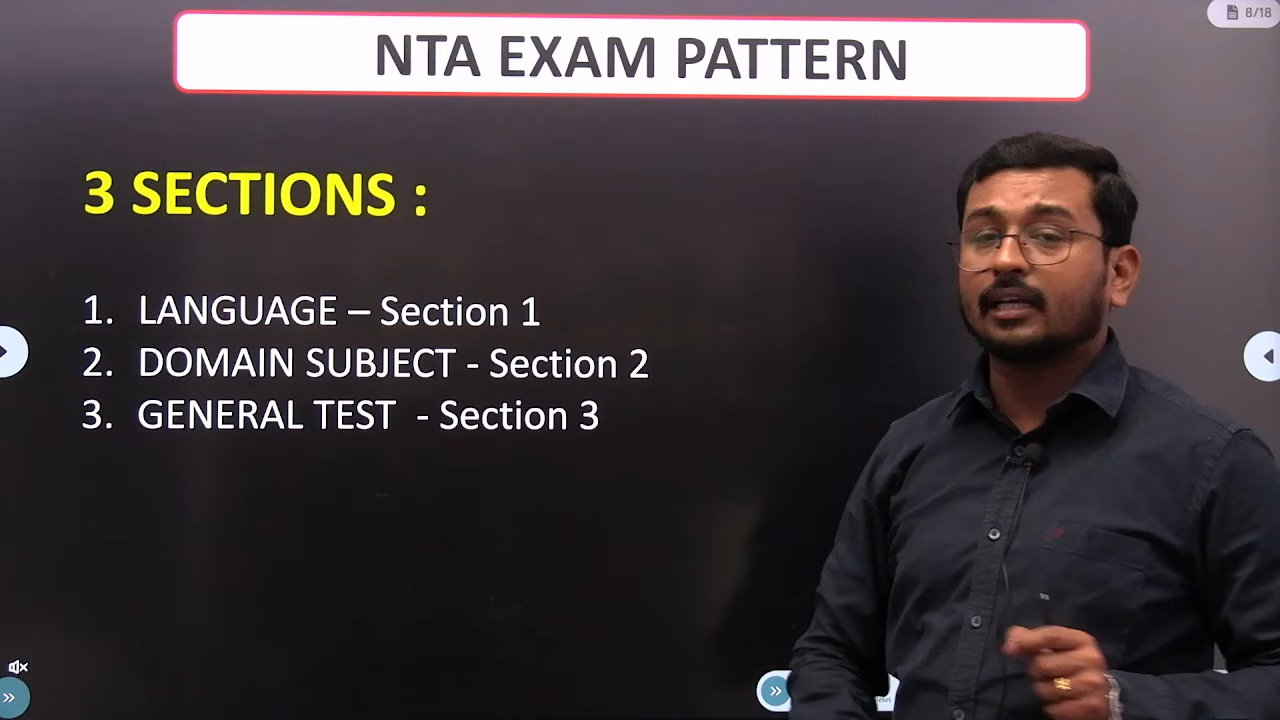 8/18
NTA EXAM PATTERN
3 SECTIONS :
1. LANGUAGE – Section 1
2. DOMAIN SUBJECT - Section 2
3. GENERAL TEST - Section 3